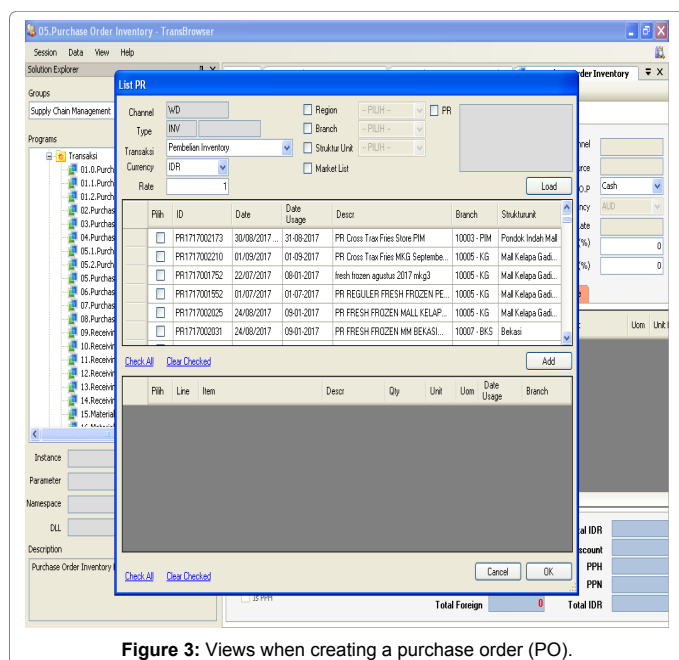 05.Purchase Order Inventory - TransBrowser
Session Data View Help
Solution Explorer
Groups
Supply Chain Management
Programs
Transaksi
01.0.Purch
01.1.Purch
01.2.Purch
02.Purchas
03.Purchas
04.Purchas
05.1.Purch
05.2.Purch
05.Purchas
06.Purchas
07.Purchas
08.Purchas
09.Receivin
10.Receivin
11.Receivin
12.Receivin
13.Receivin
14.Receivin
15.Material
Instance
Parameter
Namespace
DLL
Description
Purchase Order Inventory
List PR
Channel WD Region -- PILIH -- PR
Type INV Branch -- PILIH --
Transaksi Pembelian Inventory Struktur Unit -- PILIH --
Currency IDR Market List
Rate 1 Load
Pilih ID Date Date Usage Descr Branch Strukturunit
PR1717002173 30/08/2017 ... 31-08-2017 PR Cross Trax Fries Store PIM 10003 - PIM Pondok Indah Mall
PR1717002210 01/09/2017 01-09-2017 PR Cross Trax Fries MKG Septembe... 10005 - KG Mall Kelapa Gadi...
PR1717001752 22/07/2017 08-01-2017 fresh frozen agustus 2017 mkg3 10005 - KG Mall Kelapa Gadi...
PR1717001552 01/07/2017 01-07-2017 PR REGULER FRESH FROZEN PE... 10005 - KG Mall Kelapa Gadi...
PR1717002025 24/08/2017 09-01-2017 PR FRESH FROZEN MALL KELAP... 10005 - KG Mall Kelapa Gadi...
PR1717002031 24/08/2017 09-01-2017 PR FRESH FROZEN MM BEKASI... 10007 - BKS Bekasi
Check All Clear Checked Add
Pilih Line Item Descr Qty Unit Uom Date Usage Branch
Check All Clear Checked Cancel OK
der Inventory
nnel
urce
O.P Cash
ncy AUD
ate
(%) 0
(%) 0
Uom Unit
al IDR
scount
PPH
PPN
Is PPH
Total Foreign 0 Total IDR
Figure 3: Views when creating a purchase order (PO).